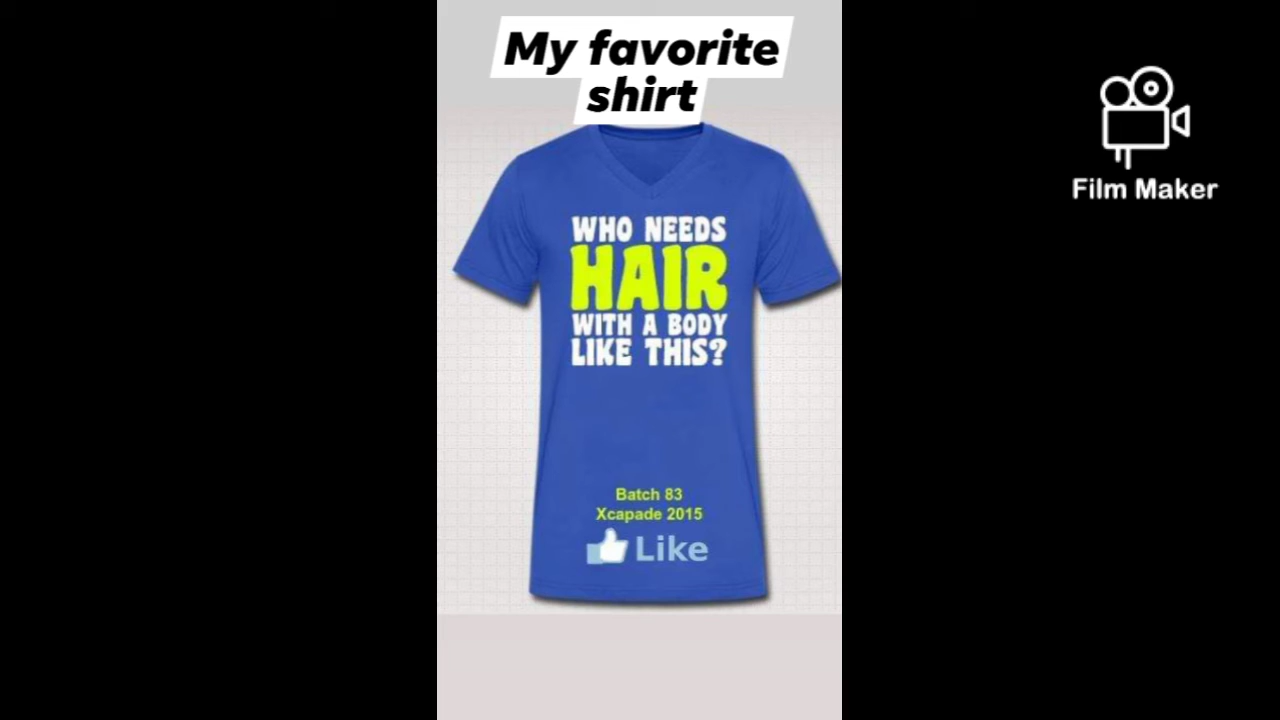 My favorite
shirt
Film Maker
WHO NEEDS
HAIR
WITH A BODY
LIKE THIS?
Batch 83
Xcapade 2015
Like